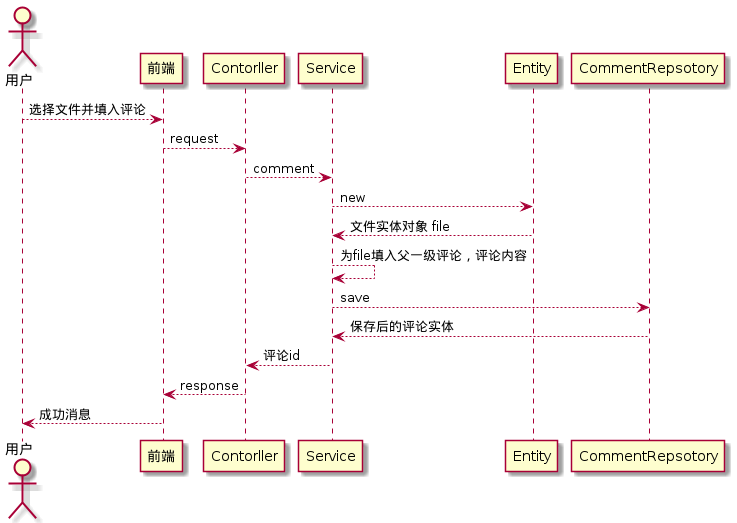 用户
前端
Contorller
Service
Entity
CommentRepsotory
选择文件并填入评论
request
comment
new
文件实体对象 file
为file填入父一级评论，评论内容
save
保存后的评论实体
评论id
response
成功消息
用户
前端
Contorller
Service
Entity
CommentRepsotory